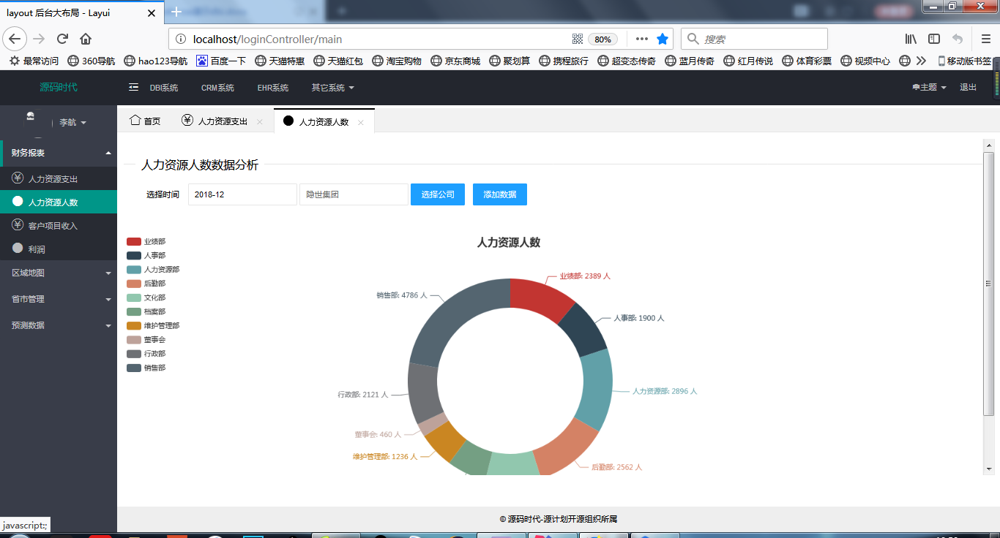 layout 后台大布局 - Layui
localhost/loginController/main
80%
搜索
最常访问 360导航 hao123导航 百度一下 天猫特惠 天猫红包 淘宝购物 京东商城 聚划算 携程旅行 超变态传奇 蓝月传奇 红月传说 体育彩票 视频中心 移动版书签
源码时代 DBI系统 CRM系统 EHR系统 其它系统 主题 退出
李航
首页 人力资源支出 人力资源人数
财务报表
人力资源支出
人力资源人数
客户项目收入
利润
区域地图
省市管理
预测数据
人力资源人数数据分析
选择时间 2018-12 隐世集团 选择公司 添加数据
人力资源人数
业绩部
人事部
人力资源部
后勤部
文化部
档案部
维护管理部
董事会
行政部
销售部
业绩部: 2389 人
销售部: 4786 人
人事部: 1900 人
人力资源部: 2896 人
行政部: 2121 人
董事会: 460 人
维护管理部: 1236 人
后勤部: 2562 人
© 源码时代-源计划开源组织所属
javascript:;